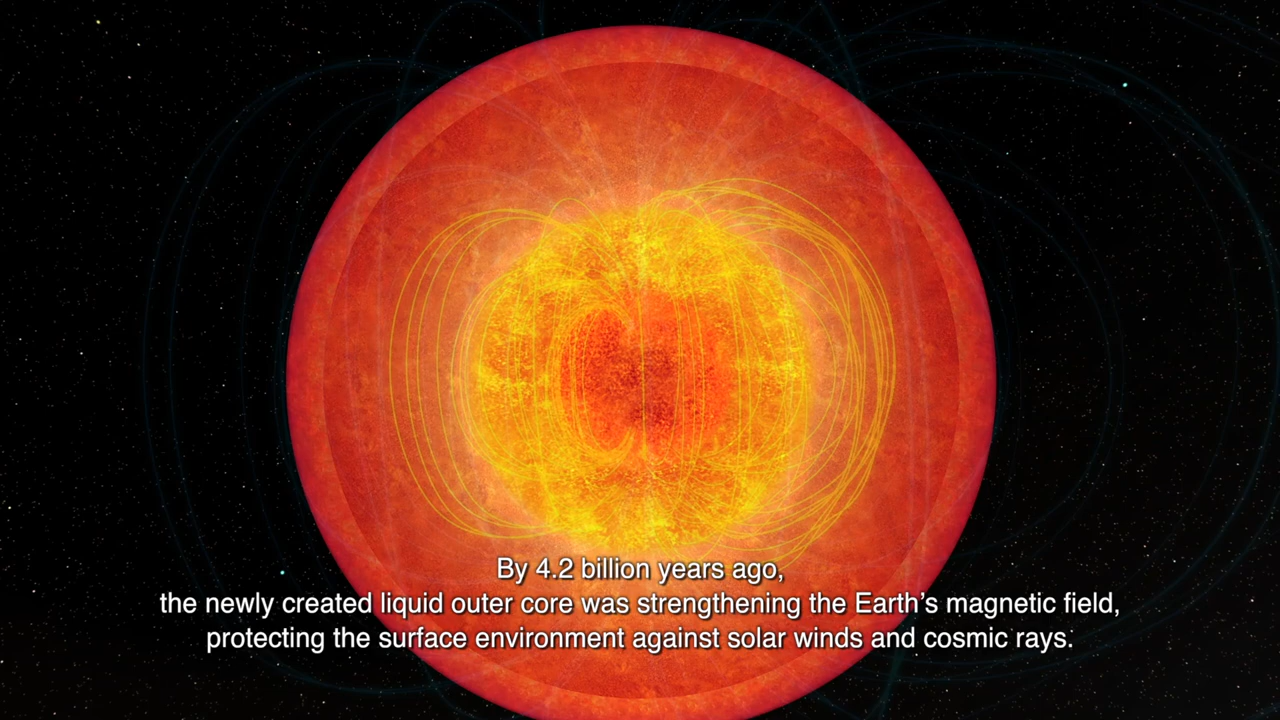 By 4.2 billion years ago,
the newly created liquid outer core was strengthening the Earth’s magnetic field,
protecting the surface environment against solar winds and cosmic rays.